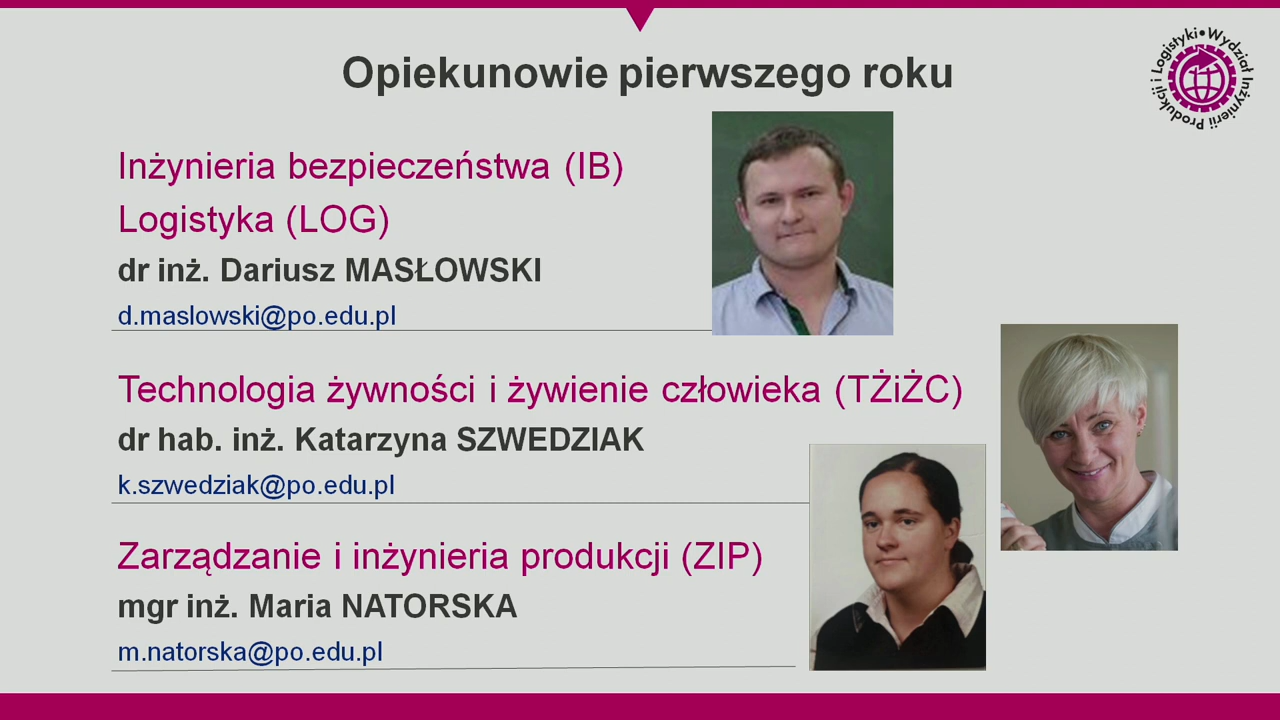 Opiekunowie pierwszego roku
Wydział Inżynierii Produkcji i Logistyki •
Inżynieria bezpieczeństwa (IB)
Logistyka (LOG)
dr inż. Dariusz MASŁOWSKI
d.maslowski@po.edu.pl
Technologia żywności i żywienie człowieka (TŻiŻC)
dr hab. inż. Katarzyna SZWEDZIAK
k.szwedziak@po.edu.pl
Zarządzanie i inżynieria produkcji (ZIP)
mgr inż. Maria NATORSKA
m.natorska@po.edu.pl